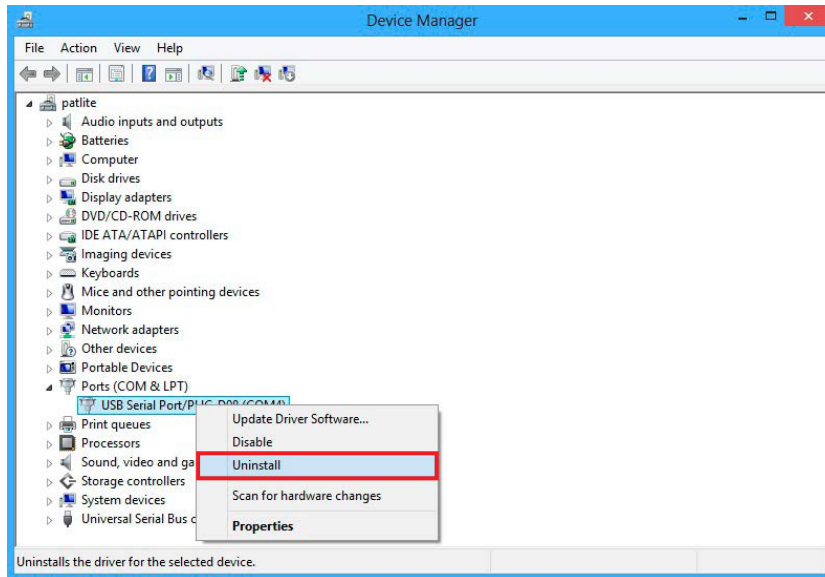 Device Manager
File Action View Help
patlite
Audio inputs and outputs
Batteries
Computer
Disk drives
Display adapters
DVD/CD-ROM drives
IDE ATA/ATAPI controllers
Imaging devices
Keyboards
Mice and other pointing devices
Monitors
Network adapters
Other devices
Portable Devices
Ports (COM & LPT)
USB Serial
Print queues
Processors
Sound, video and ga
Storage controllers
System devices
Universal Serial Bus c
Update Driver Software...
Disable
Uninstall
Scan for hardware changes
Properties
Uninstalls the driver for the selected device.